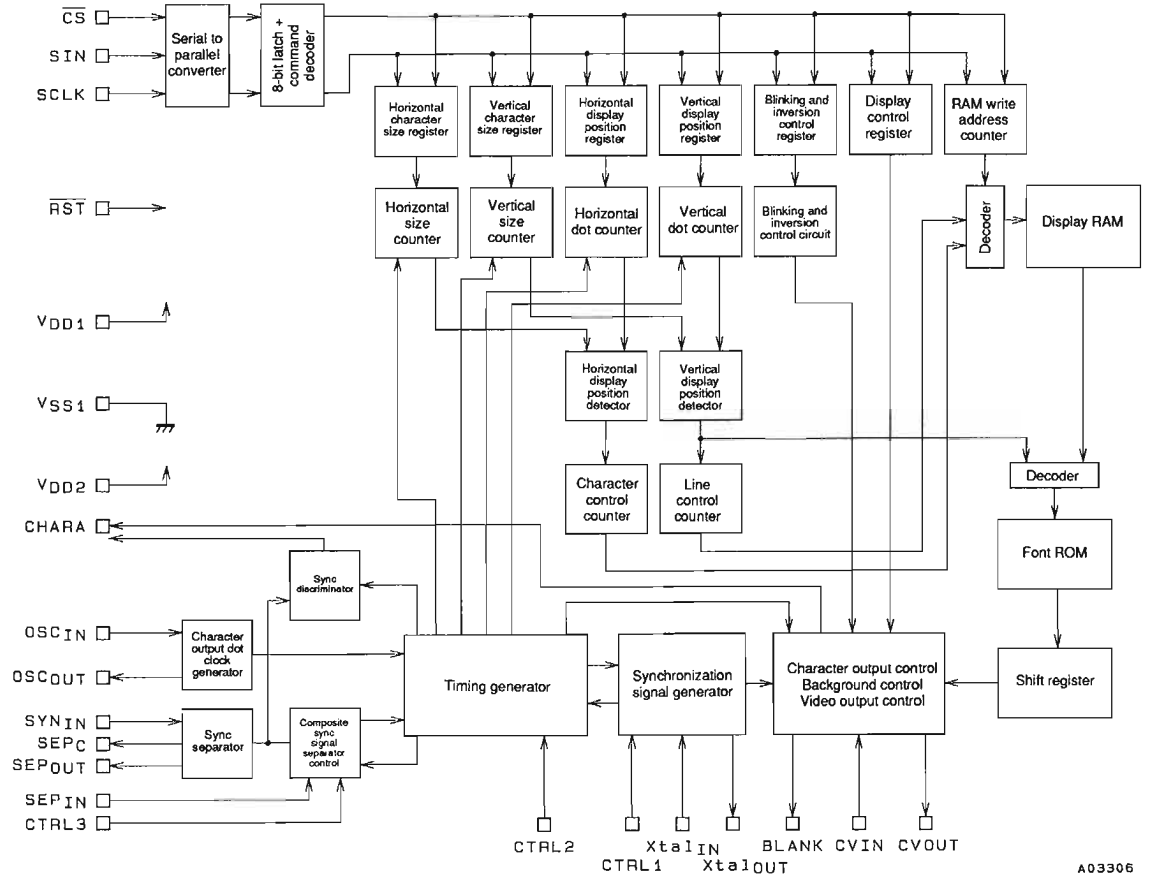 CS
SIN
SCLK
Serial to
parallel
converter
8-bit latch +
command
decoder
Horizontal
character
size register
Vertical
character
size register
Horizontal
display
position
register
Vertical
display
position
register
Blinking and
inversion
control register
Display
control
register
RAM write
address
counter
RST
Horizontal
size
counter
Vertical
size
counter
Horizontal
dot counter
Vertical
dot counter
Blinking and
inversion
control circuit
Decoder
Display RAM
VDD1
VSS1
VDD2
Horizontal
display
position
detector
Vertical
display
position
detector
Character
control
counter
Line
control
counter
Decoder
Font ROM
CHARA
Sync
discriminator
OSCIN
OSCOUT
Character
output dot
clock
generator
Timing generator
Synchronization
signal generator
Character output control
Background control
Video output control
Shift register
SYNIN
SEPC
SEPOUT
Sync
separator
Composite
sync
signal
separator
control
SEPIN
CTRL3
CTRL2
CTRL1
XtalIN
XtalOUT
BLANK
CVIN
CVOUT
A03306